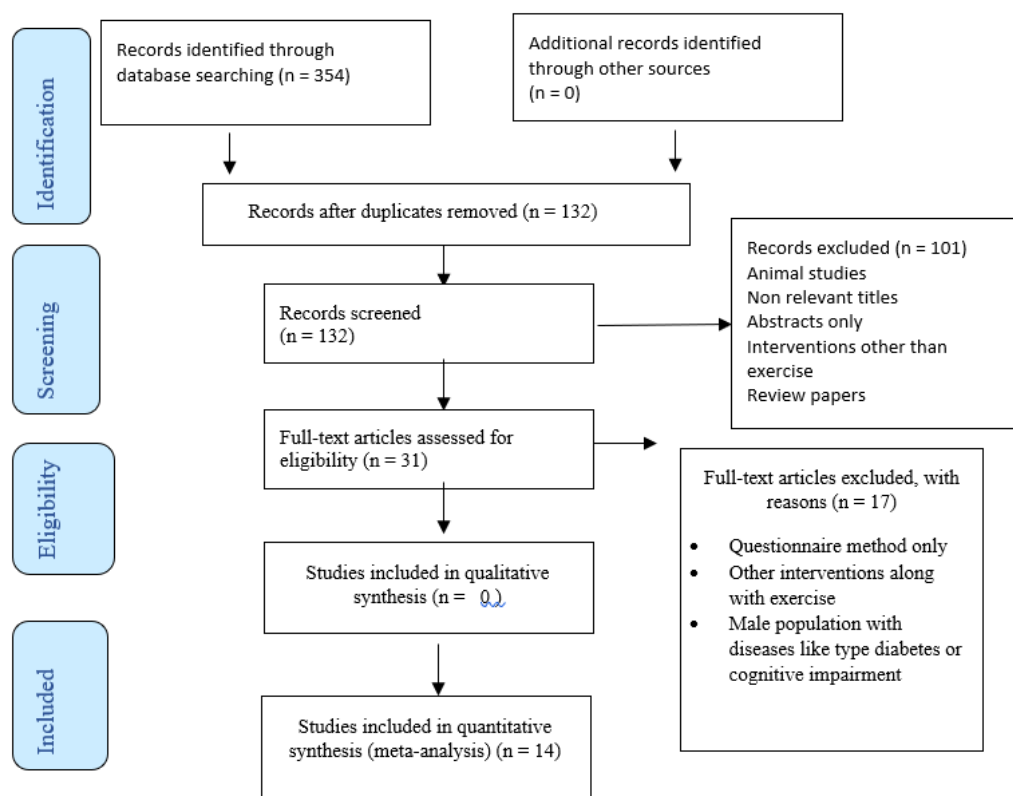 Identification
Records identified through
database searching (n = 354)
Additional records identified
through other sources
(n = 0)
Records after duplicates removed (n = 132)
Screening
Records screened
(n = 132)
Records excluded (n = 101)
Animal studies
Non relevant titles
Abstracts only
Interventions other than
exercise
Review papers
Eligibility
Full-text articles assessed for
eligibility (n = 31)
Full-text articles excluded, with
reasons (n = 17)
• Questionnaire method only
• Other interventions along
with exercise
• Male population with
diseases like type diabetes or
cognitive impairment
Studies included in qualitative
synthesis (n = 0 )
Included
Studies included in quantitative
synthesis (meta-analysis) (n = 14)